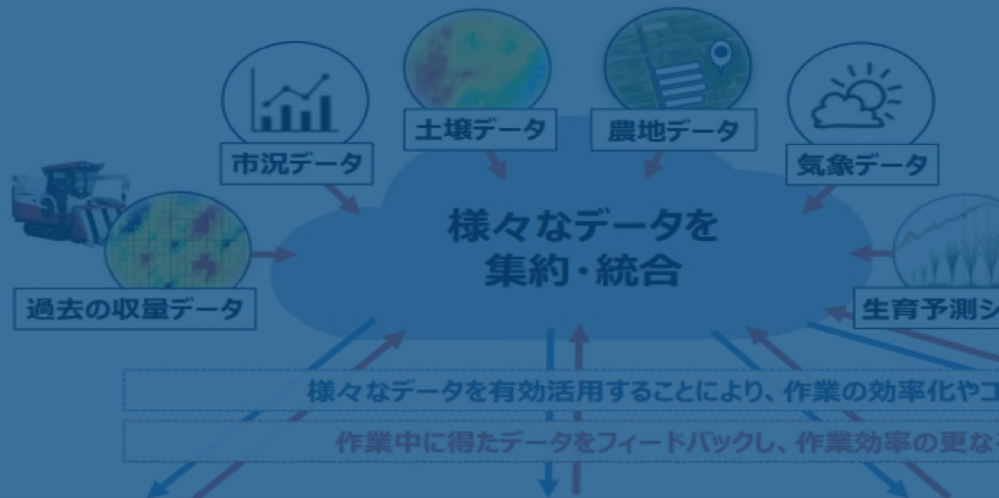 土壌データ
農地データ
市況データ
気象データ
様々なデータを
集約・統合
過去の収量データ
生育予測シ
様々なデータを有効活用することにより、作業の効率化やコ
作業中に得たデータをフィードバックし、作業効率の更なる